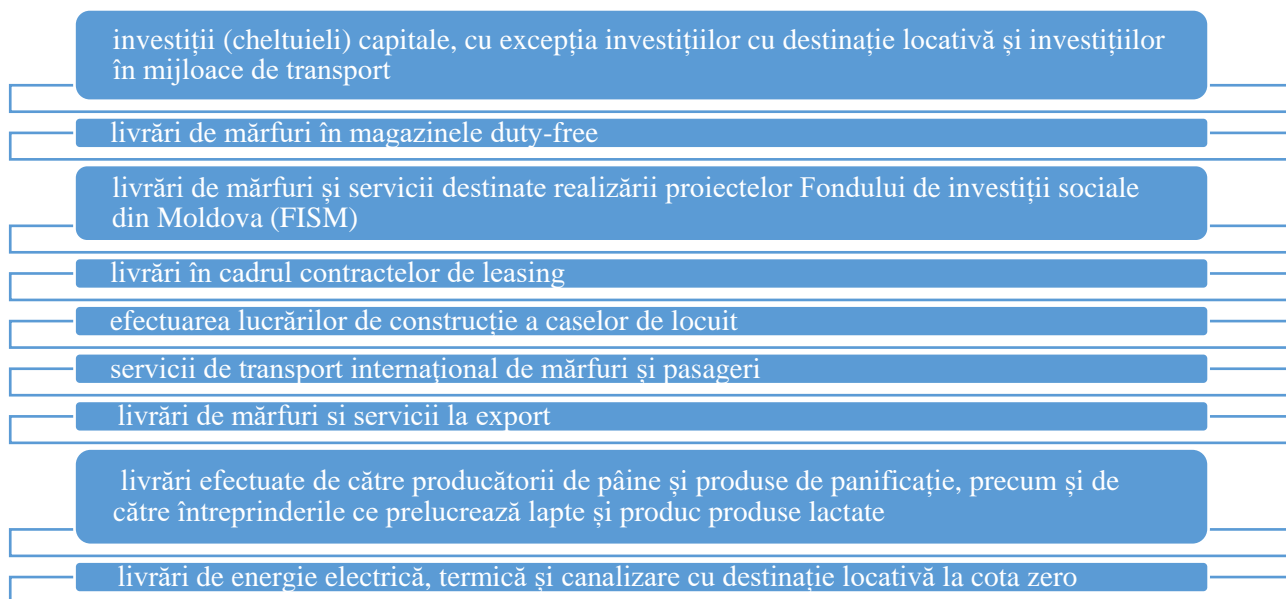 investiții (cheltuieli) capitale, cu excepția investițiilor cu destinație locativă și investițiilor
în mijloace de transport
livrări de mărfuri în magazinele duty-free
livrări de mărfuri și servicii destinate realizării proiectelor Fondului de investiții sociale
din Moldova (FISM)
livrări în cadrul contractelor de leasing
efectuarea lucrărilor de construcție a caselor de locuit
servicii de transport internaţional de mărfuri și pasageri
livrări de mărfuri si servicii la export
livrări efectuate de către producătorii de pâine și produse de panificație, precum și de
către întreprinderile ce prelucrează lapte și produc produse lactate
livrări de energie electrică, termică și canalizare cu destinație locativă la cota zero